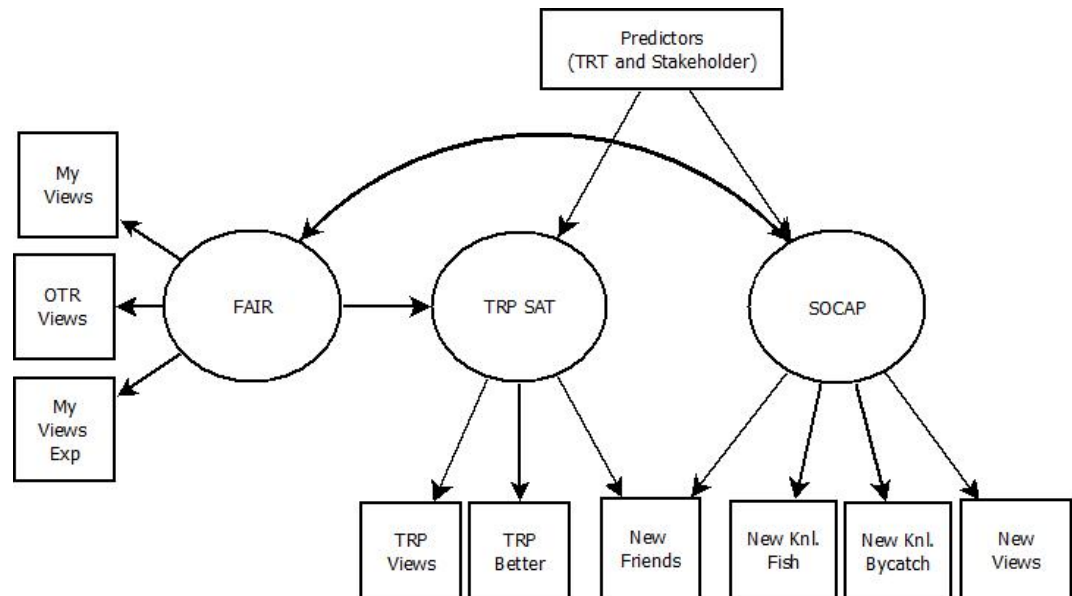 Predictors
(TRT and Stakeholder)
My
Views
OTR
Views
My
Views
Exp
FAIR
TRP SAT
SOCAP
TRP
Views
TRP
Better
New
Friends
New Knl.
Fish
New Knl.
Bycatch
New
Views